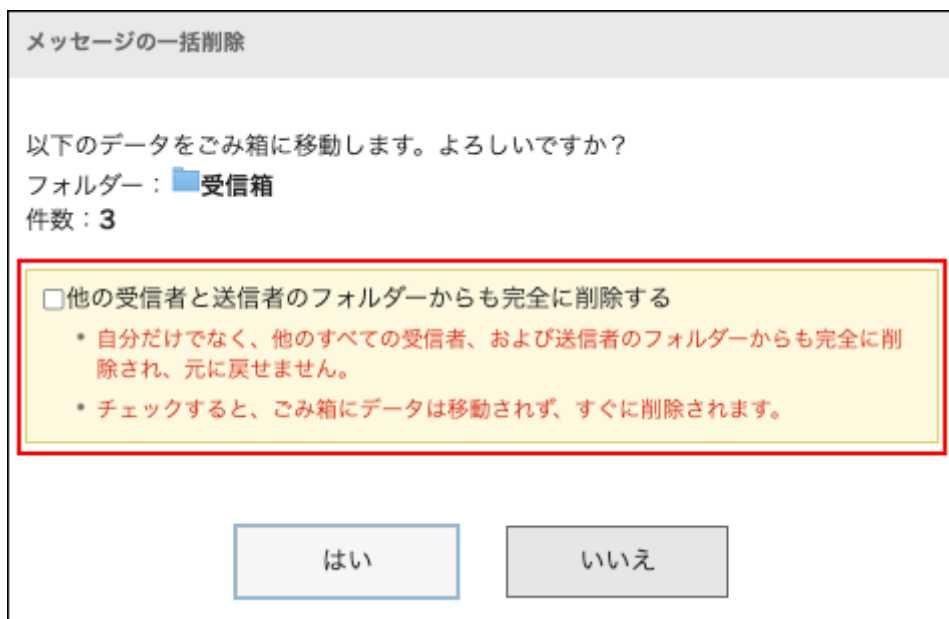 メッセージの一括削除
以下のデータをごみ箱に移動します。よろしいですか？
フォルダー：受信箱
件数：3
他の受信者と送信者のフォルダーからも完全に削除する
• 自分だけでなく、他のすべての受信者、および送信者のフォルダーからも完全に削
除され、元に戻せません。
• チェックすると、ごみ箱にデータは移動されず、すぐに削除されます。
はい
いいえ